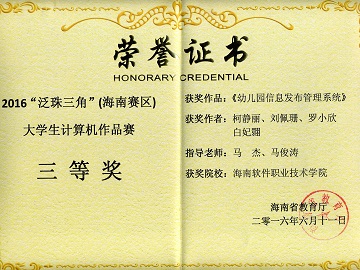 荣誉证书
HONORARY CREDENTIAL
2016“泛珠三角”(海南赛区)
大学生计算机作品赛
三等奖
获奖作品：《幼儿园信息发布管理系统》
获奖作者：柯静丽、刘佩珊、罗小欣
白妃翾
指导老师：马 杰、马俊涛
获奖院校：海南软件职业技术学院
海南省教育厅
二〇一六年六月十一日